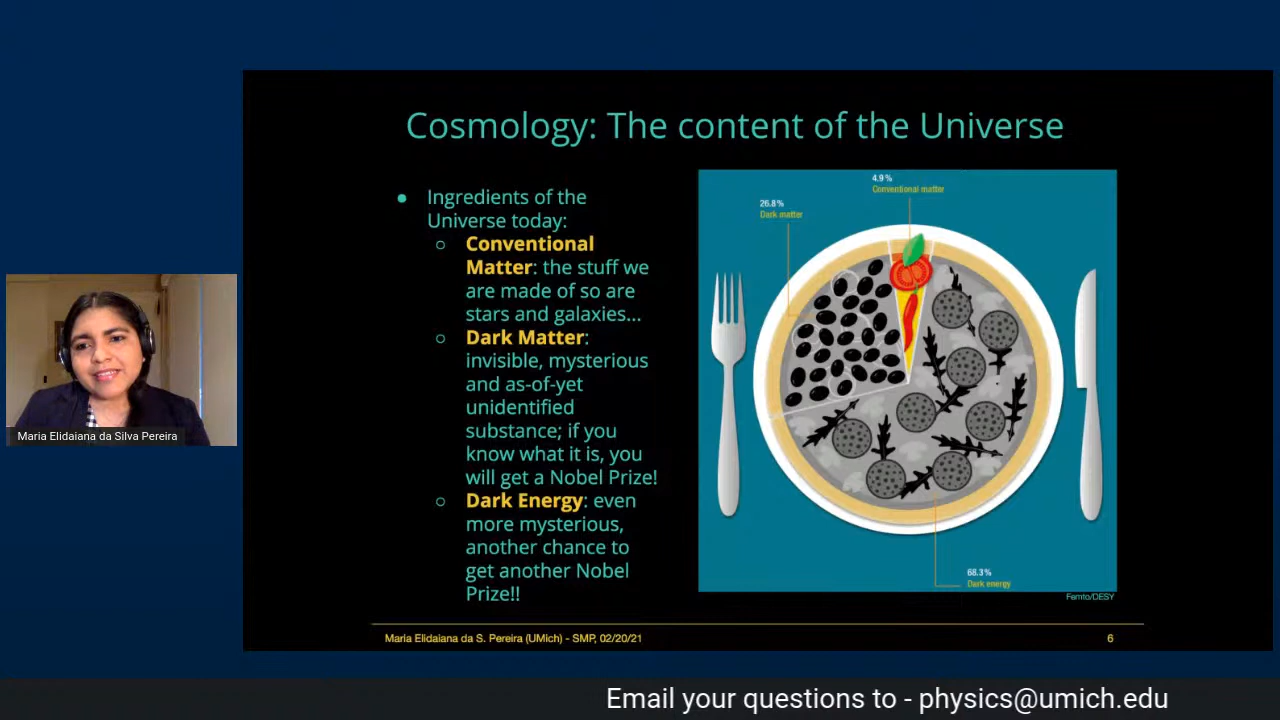 Cosmology: The content of the Universe
● Ingredients of the
Universe today:
○ Conventional
Matter: the stuff we
are made of so are
stars and galaxies...
○ Dark Matter:
invisible, mysterious
and as-of-yet
unidentified
substance; if you
know what it is, you
will get a Nobel Prize!
○ Dark Energy: even
more mysterious,
another chance to
get another Nobel
Prize!!
4.9%
Conventional matter
26.8%
Dark matter
68.3%
Dark energy
Femto/DESY
Maria Elidaiana da Silva Pereira
Maria Elidaiana da S. Pereira (UMich) - SMP, 02/20/21
6
Email your questions to - physics@umich.edu